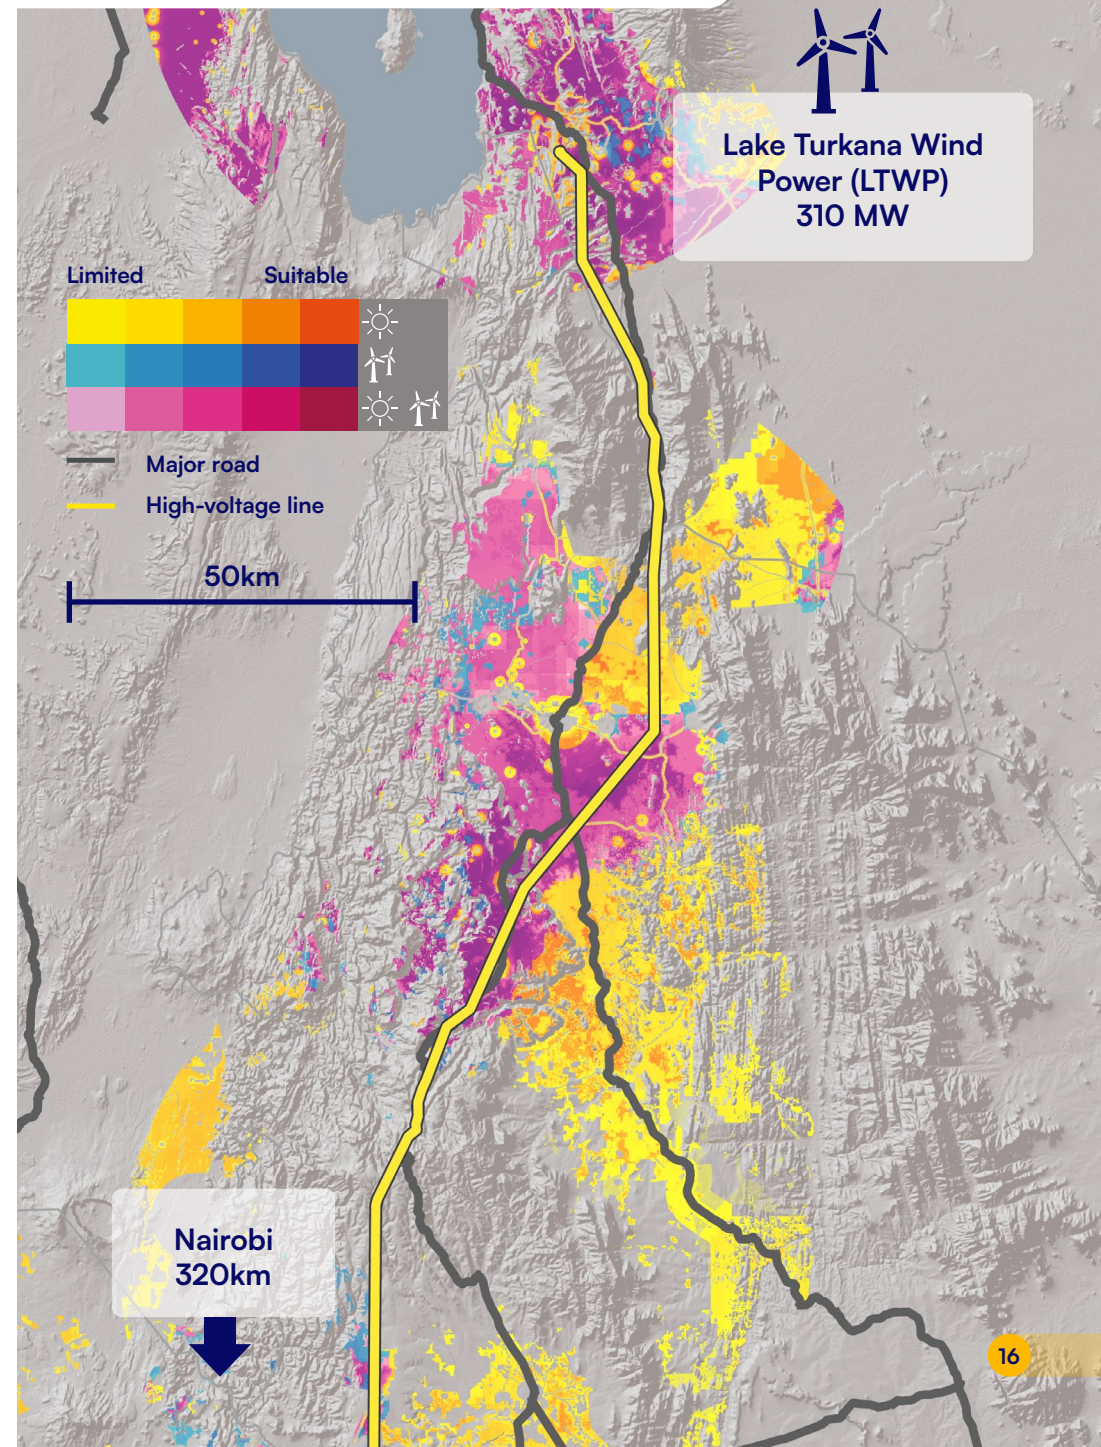 Lake Turkana Wind
Power (LTWP)
310 MW
Limited
Suitable
Major road
High-voltage line
50km
Nairobi
320km
16